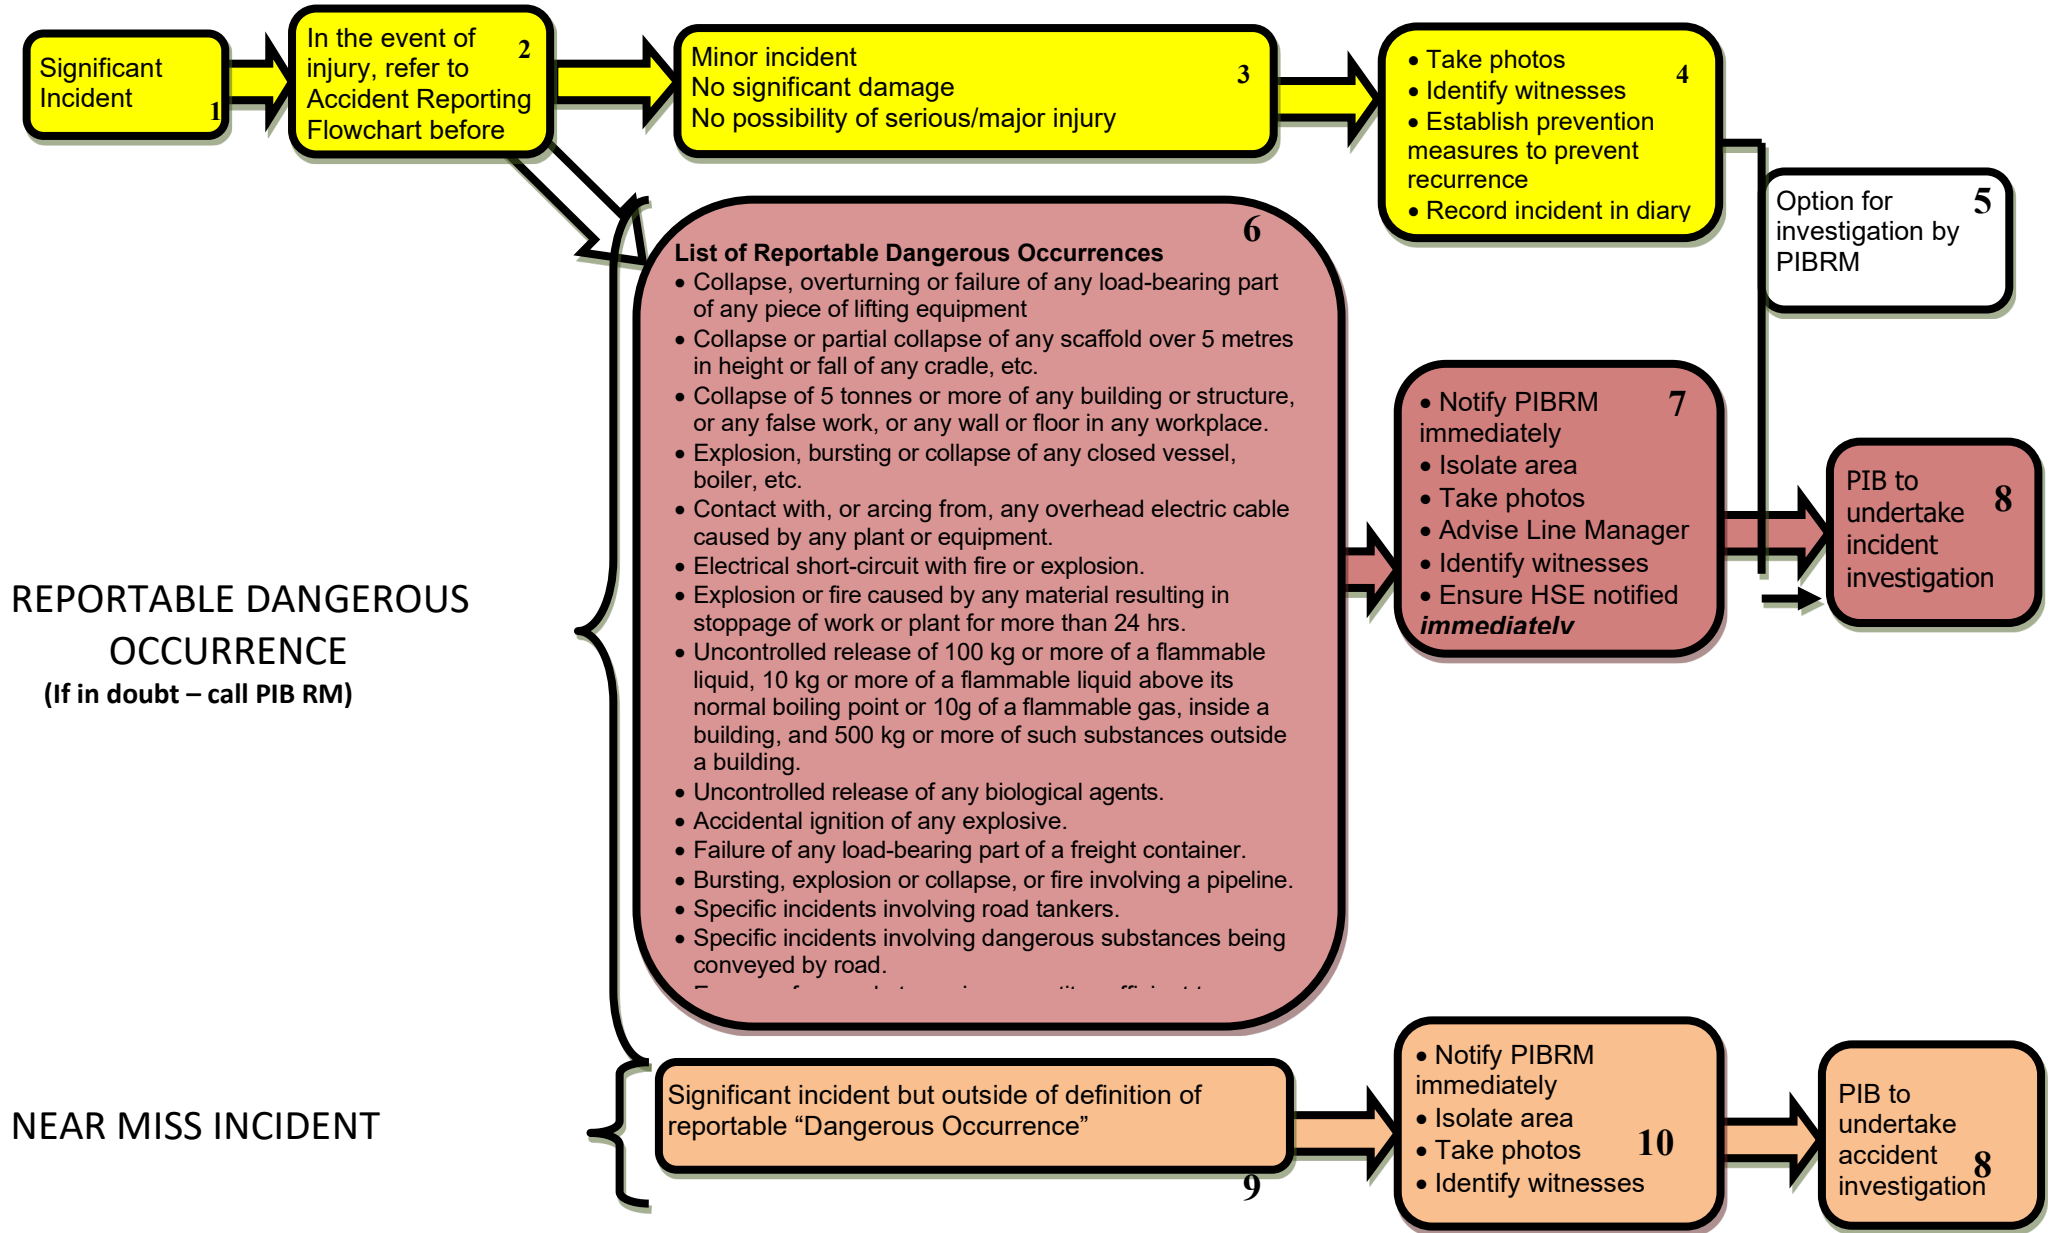 Significant
Incident
1
In the event of
injury, refer to
Accident Reporting
Flowchart before
2
Minor incident
No significant damage
No possibility of serious/major injury
3
• Take photos
• Identify witnesses
• Establish prevention
measures to prevent
recurrence
• Record incident in diary
4
Option for
investigation by
PIBRM
5
6
List of Reportable Dangerous Occurrences
• Collapse, overturning or failure of any load-bearing part
of any piece of lifting equipment
• Collapse or partial collapse of any scaffold over 5 metres
in height or fall of any cradle, etc.
• Collapse of 5 tonnes or more of any building or structure,
or any false work, or any wall or floor in any workplace.
• Explosion, bursting or collapse of any closed vessel,
boiler, etc.
• Contact with, or arcing from, any overhead electric cable
caused by any plant or equipment.
• Electrical short-circuit with fire or explosion.
• Explosion or fire caused by any material resulting in
stoppage of work or plant for more than 24 hrs.
• Uncontrolled release of 100 kg or more of a flammable
liquid, 10 kg or more of a flammable liquid above its
normal boiling point or 10g of a flammable gas, inside a
building, and 500 kg or more of such substances outside
a building.
• Uncontrolled release of any biological agents.
• Accidental ignition of any explosive.
• Failure of any load-bearing part of a freight container.
• Bursting, explosion or collapse, or fire involving a pipeline.
• Specific incidents involving road tankers.
• Specific incidents involving dangerous substances being
conveyed by road.
• Notify PIBRM
immediately
• Isolate area
• Take photos
• Advise Line Manager
• Identify witnesses
• Ensure HSE notified
immediately
7
PIB to
undertake
incident
investigation
8
REPORTABLE DANGEROUS
OCCURRENCE
(If in doubt – call PIB RM)
NEAR MISS INCIDENT
Significant incident but outside of definition of
reportable “Dangerous Occurrence”
9
• Notify PIBRM
immediately
• Isolate area
• Take photos
• Identify witnesses
10
PIB to
undertake
accident
investigation
8